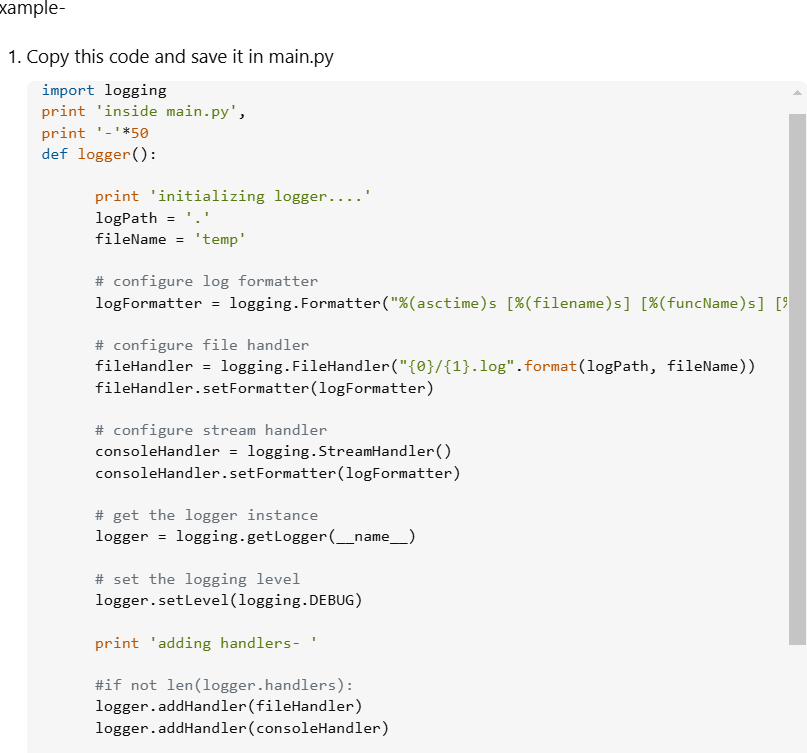 xample-
1. Copy this code and save it in main.py
import logging
print 'inside main.py',
print '-'*50
def logger():
print 'initializing logger....'
logPath = '.'
fileName = 'temp'
# configure log formatter
logFormatter = logging.Formatter("%(asctime)s [%(filename)s] [%(funcName)s] [%
# configure file handler
fileHandler = logging.FileHandler("{0}/{1}.log".format(logPath, fileName))
fileHandler.setFormatter(logFormatter)
# configure stream handler
consoleHandler = logging.StreamHandler()
consoleHandler.setFormatter(logFormatter)
# get the logger instance
logger = logging.getLogger(__name__)
# set the logging level
logger.setLevel(logging.DEBUG)
print 'adding handlers- '
#if not len(logger.handlers):
logger.addHandler(fileHandler)
logger.addHandler(consoleHandler)